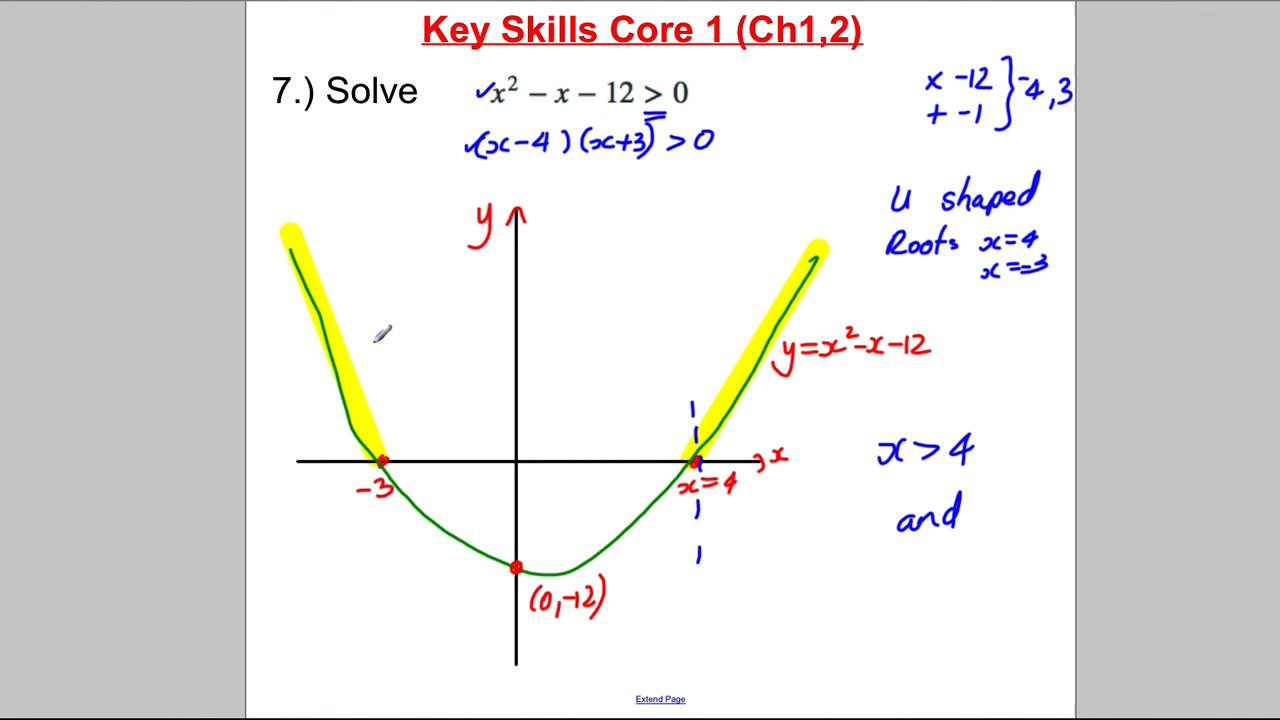 Key Skills Core 1 (Ch1,2)
7.) Solve x² − x − 12 > 0
(x-4)(x+3) > 0
x -12
+ -1
} -4, 3
U shaped
Roots x=4
x=-3
y
y=x²-x-12
x
-3
x=4
x>4
and
(0,-12)
Extend Page